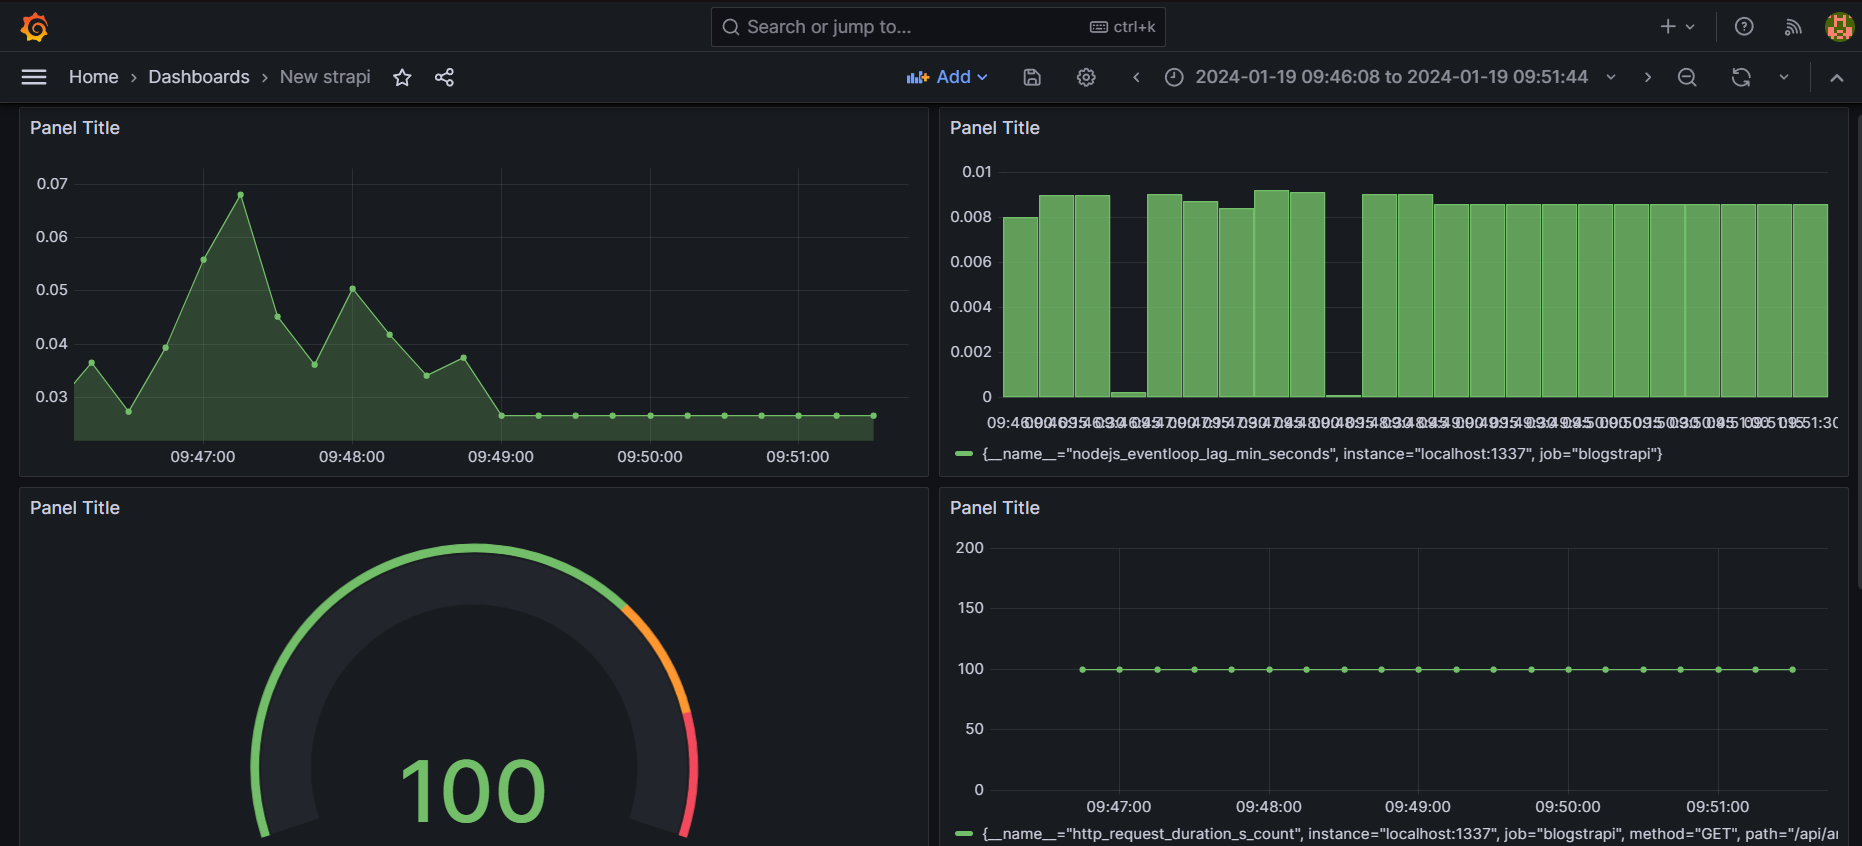 Search or jump to...
ctrl+k
Home › Dashboards › New strapi
Add
2024-01-19 09:46:08 to 2024-01-19 09:51:44
Panel Title
0.07
0.06
0.05
0.04
0.03
09:47:00 09:48:00 09:49:00 09:50:00 09:51:00
Panel Title
0.01
0.008
0.006
0.004
0.002
0
{__name__="nodejs_eventloop_lag_min_seconds", instance="localhost:1337", job="blogstrapi"}
Panel Title
100
Panel Title
200
150
100
50
0
09:47:00 09:48:00 09:49:00 09:50:00 09:51:00
{__name__="http_request_duration_s_count", instance="localhost:1337", job="blogstrapi", method="GET", path="/api/ar